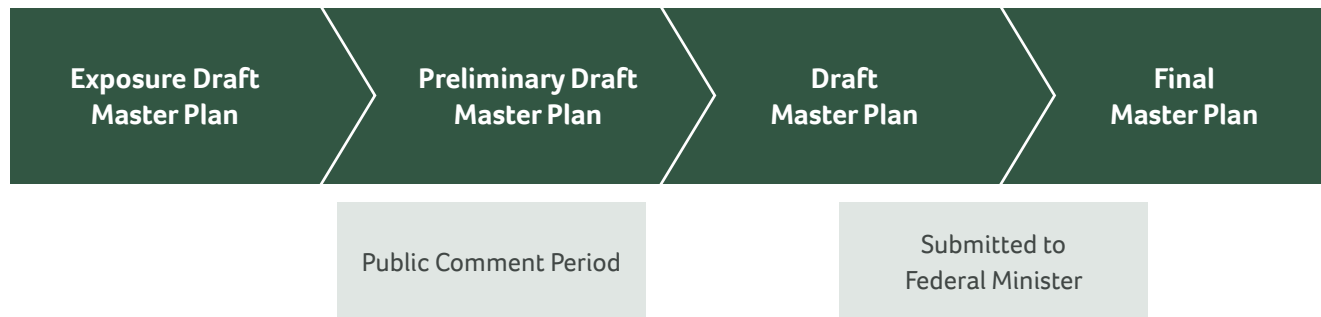 Exposure Draft
Master Plan
Preliminary Draft
Master Plan
Draft
Master Plan
Final
Master Plan
Public Comment Period
Submitted to
Federal Minister